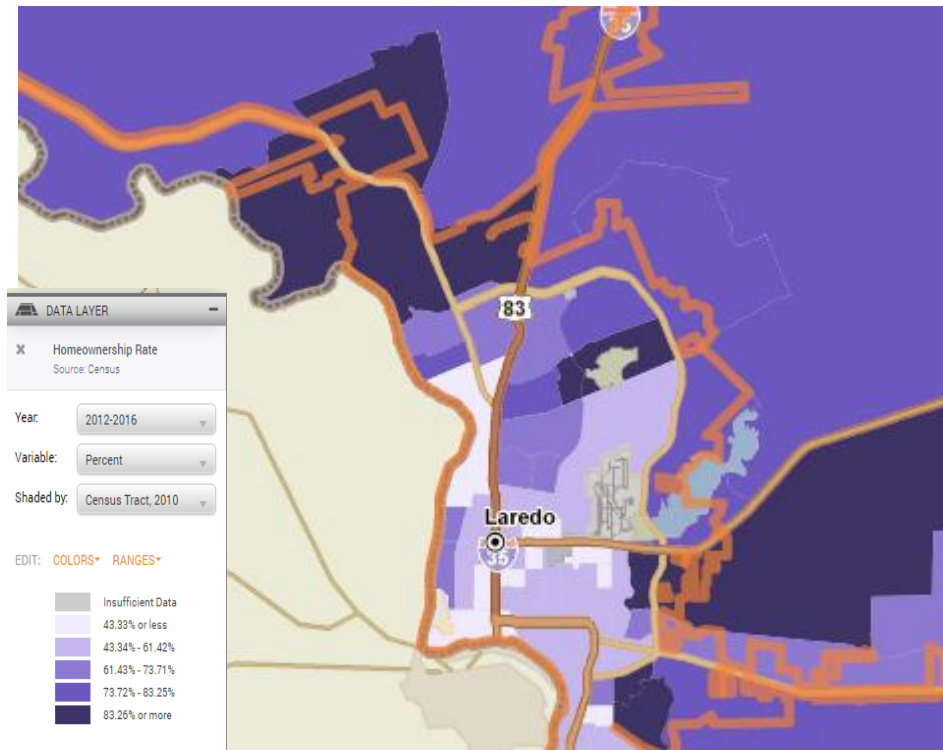 35
83
DATA LAYER
Homeownership Rate
Source: Census
Year:
2012-2016
Variable:
Percent
Shaded by:
Census Tract, 2010
EDIT: COLORS RANGES
Insufficient Data
43.33% or less
43.34% - 61.42%
61.43% - 73.71%
73.72% - 83.25%
83.26% or more
Laredo
35